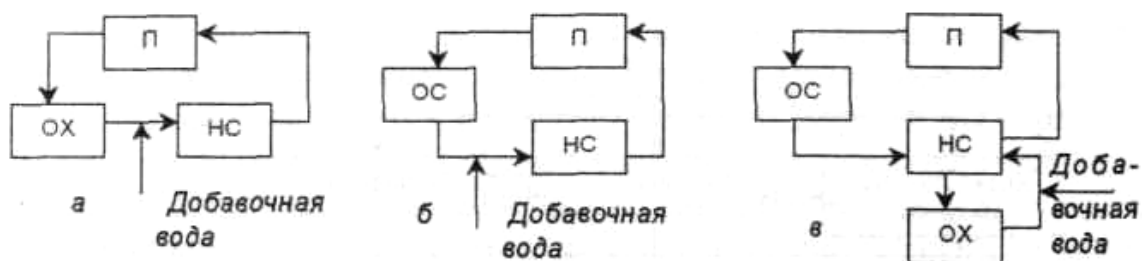 П
ОХ
НС
а
Добавочная
вода
П
ОС
НС
б
Добавочная
вода
П
ОС
НС
ОХ
в
Доба-
вочная
вода